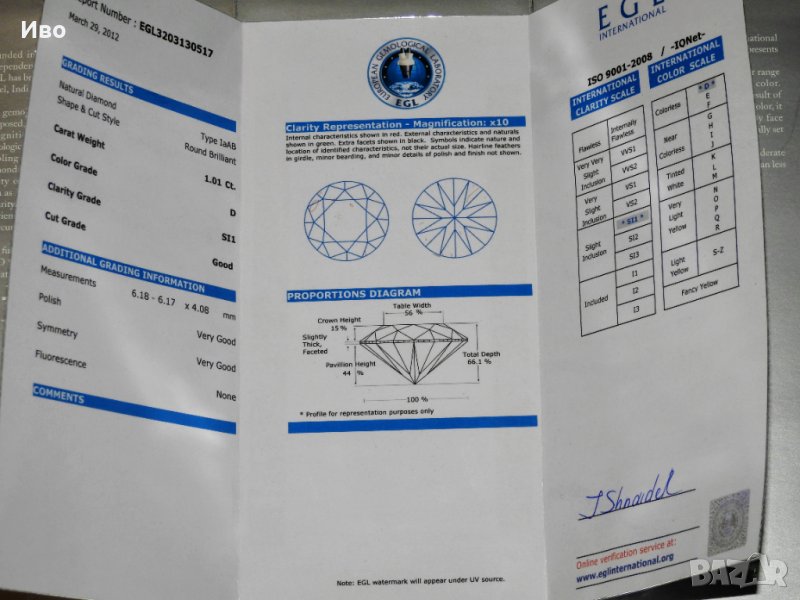 Иво
Report Number : EGL3203130517
March 29, 2012
GRADING RESULTS
Natural Diamond Type IaAB
Shape & Cut Style Round Brilliant
Carat Weight 1.01 Ct.
Color Grade D
Clarity Grade SI1
Cut Grade Good
ADDITIONAL GRADING INFORMATION
Measurements 6.18 - 6.17 x 4.08 mm
Polish Very Good
Symmetry Very Good
Fluorescence None
COMMENTS
EUROPEAN GEMOLOGICAL LABORATORY
EGL
Clarity Representation - Magnification: x10
Internal characteristics shown in red. External characteristics and naturals
shown in green. Extra facets shown in black. Symbols indicate nature and
location of identified characteristics, not their actual size. Hairline feathers
in girdle, minor bearding, and minor details of polish and finish not shown.
PROPORTIONS DIAGRAM
Table Width
56 %
Crown Height
15 %
Slightly
Thick,
Faceted
Pavillion Height
44 %
Total Depth
66.1 %
100 %
* Profile for representation purposes only
Note: EGL watermark will appear under UV source.
EGL
INTERNATIONAL
ISO 9001-2008 / -IQNet-
INTERNATIONAL
CLARITY SCALE
Flawless
Internally
Flawless
Very Very
Slight
Inclusion
VVS1
VVS2
Very
Slight
Inclusion
VS1
VS2
Slight
Inclusion
* SI1 *
SI2
SI3
Included
I1
I2
I3
INTERNATIONAL
COLOR SCALE
Colorless
* D *
E
F
Near
Colorless
G
H
I
J
Tinted
White
K
L
M
Very
Light
Yellow
N
O
P
Q
R
Light
Yellow
S-Z
Fancy Yellow
Online verification service at:
www.eglinternational.org
BAZAR